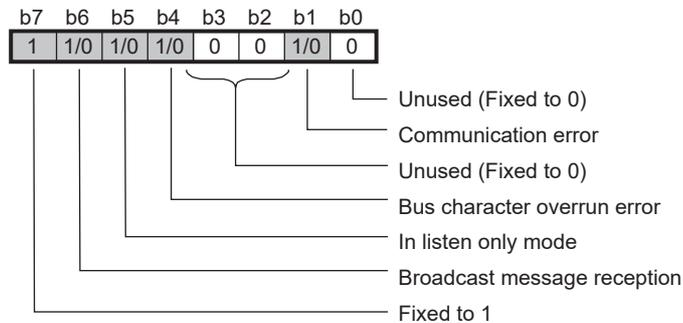 b7 b6 b5 b4 b3 b2 b1 b0
1 1/0 1/0 1/0 0 0 1/0 0
Unused (Fixed to 0)
Communication error
Unused (Fixed to 0)
Bus character overrun error
In listen only mode
Broadcast message reception
Fixed to 1